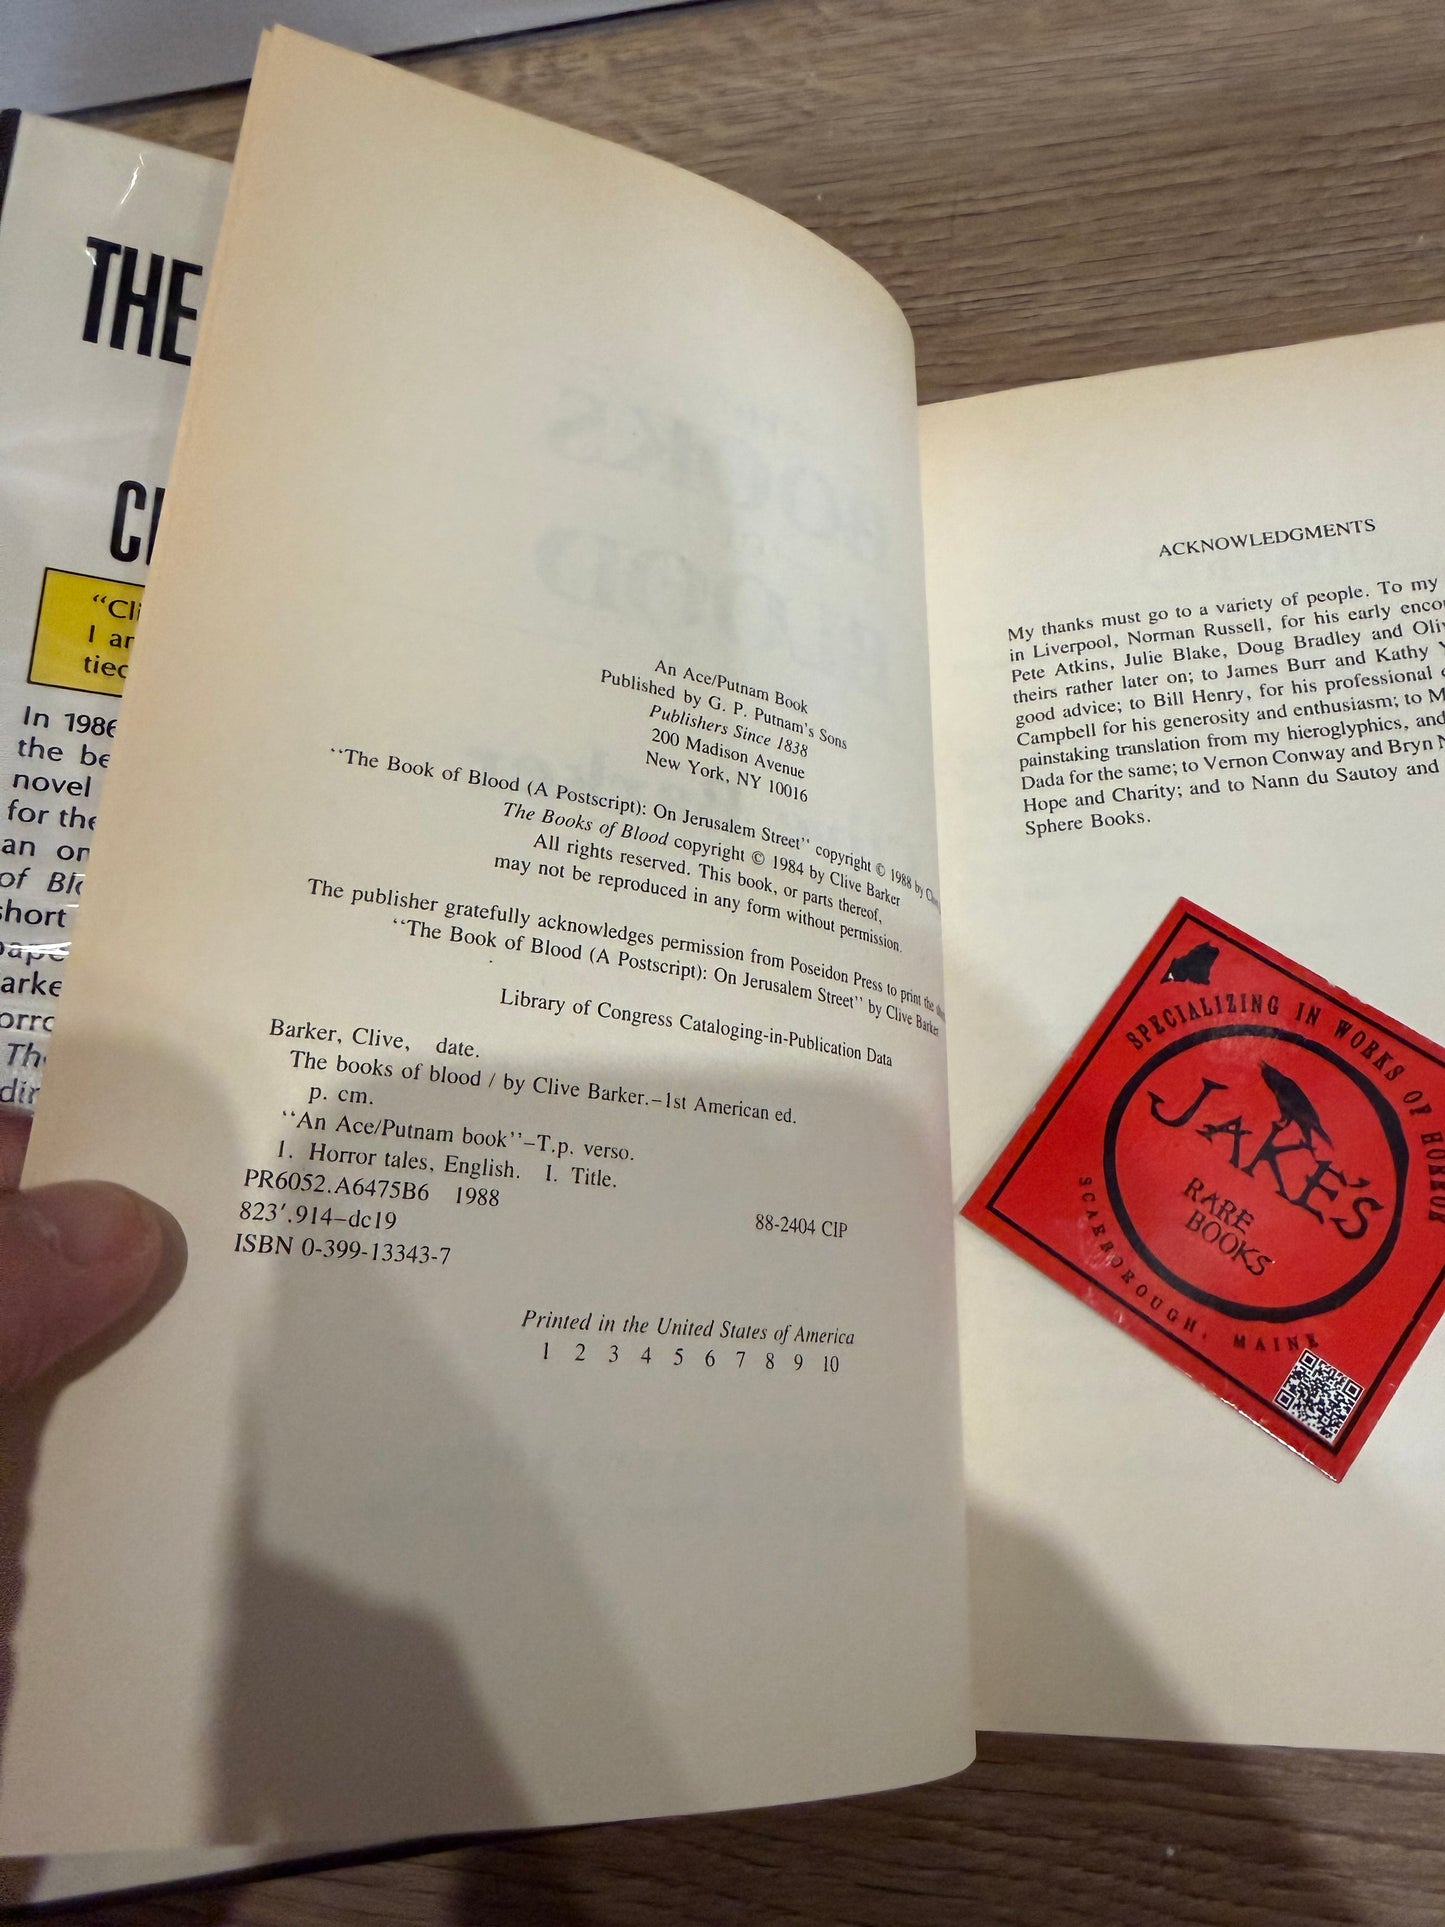 THE
"Cli
I ar
tied
In 1986
the be
novel
for the
an or
of Blo
short
pape
arke
orro
The
dir
An Ace/Putnam Book
Published by G. P. Putnam's Sons
Publishers Since 1838
200 Madison Avenue
New York, NY 10016
"The Book of Blood (A Postscript): On Jerusalem Street" copyright © 1988 by Clive
The Books of Blood copyright © 1984 by Clive Barker
All rights reserved. This book, or parts thereof,
may not be reproduced in any form without permission.
The publisher gratefully acknowledges permission from Poseidon Press to print the
"The Book of Blood (A Postscript): On Jerusalem Street" by Clive Barker
Library of Congress Cataloging-in-Publication Data
Barker, Clive, date.
The books of blood / by Clive Barker.—1st American ed.
p. cm.
"An Ace/Putnam book"—T.p. verso.
1. Horror tales, English. I. Title.
PR6052.A6475B6 1988
823'.914—dc19
88-2404 CIP
ISBN 0-399-13343-7
Printed in the United States of America
1 2 3 4 5 6 7 8 9 10
ACKNOWLEDGMENTS
My thanks must go to a variety of people. To my
in Liverpool, Norman Russell, for his early enco
Pete Atkins, Julie Blake, Doug Bradley and Oli
theirs rather later on; to James Burr and Kathy
good advice; to Bill Henry, for his professional
Campbell for his generosity and enthusiasm; to M
painstaking translation from my hieroglyphics, and
Dada for the same; to Vernon Conway and Bryn
Hope and Charity; and to Nann du Sautoy and
Sphere Books.
SPECIALIZING IN WORKS OF HORROR
JAKE'S
RARE
BOOKS
SCARBOROUGH, MAINE